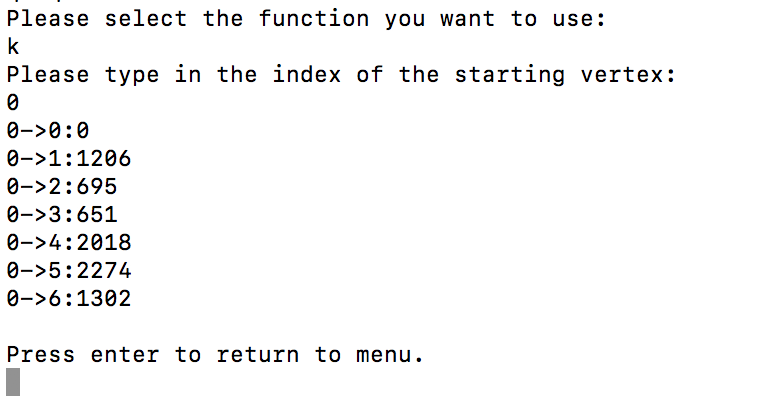 Please select the function you want to use:
k
Please type in the index of the starting vertex:
0
0->0:0
0->1:1206
0->2:695
0->3:651
0->4:2018
0->5:2274
0->6:1302
Press enter to return to menu.